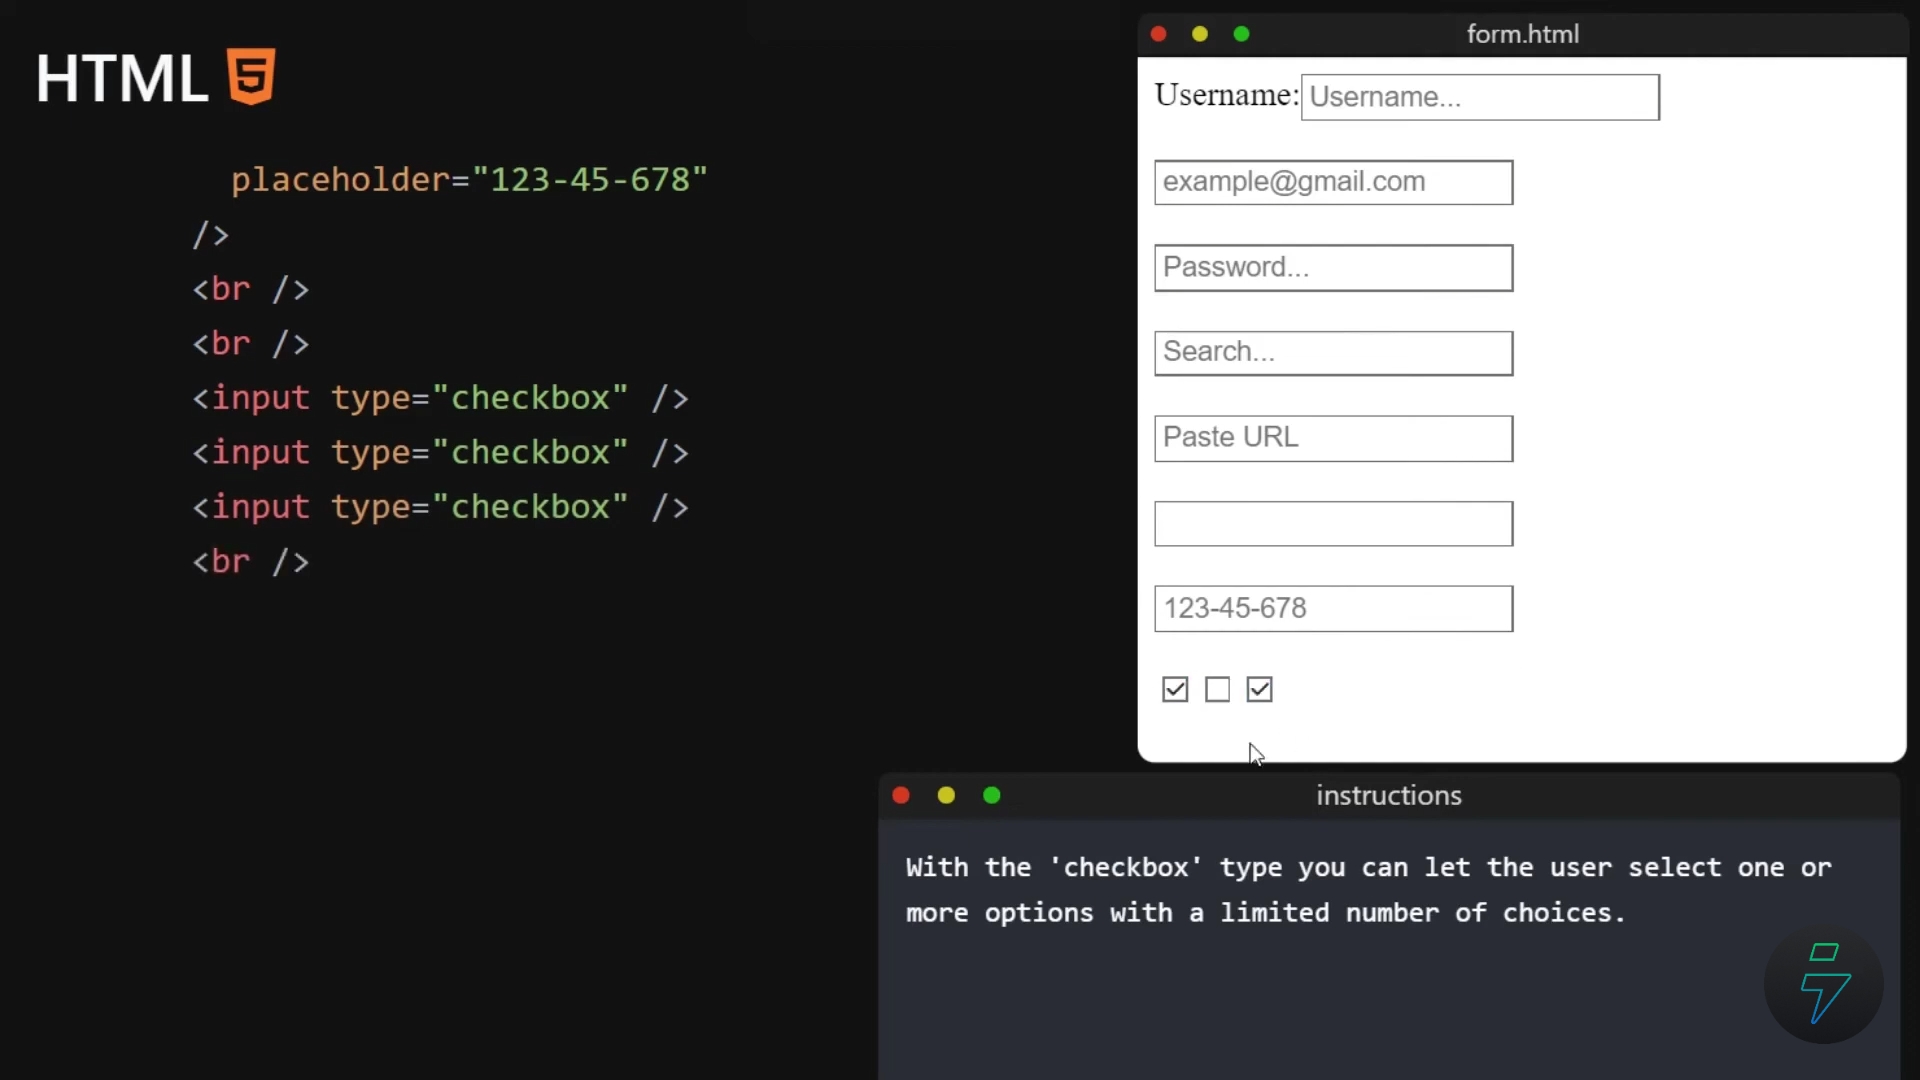 HTML 5
placeholder="123-45-678"
/>
<br />
<br />
<input type="checkbox" />
<input type="checkbox" />
<input type="checkbox" />
<br />
form.html
Username: Username...
example@gmail.com
Password...
Search...
Paste URL
123-45-678
instructions
With the 'checkbox' type you can let the user select one or
more options with a limited number of choices.